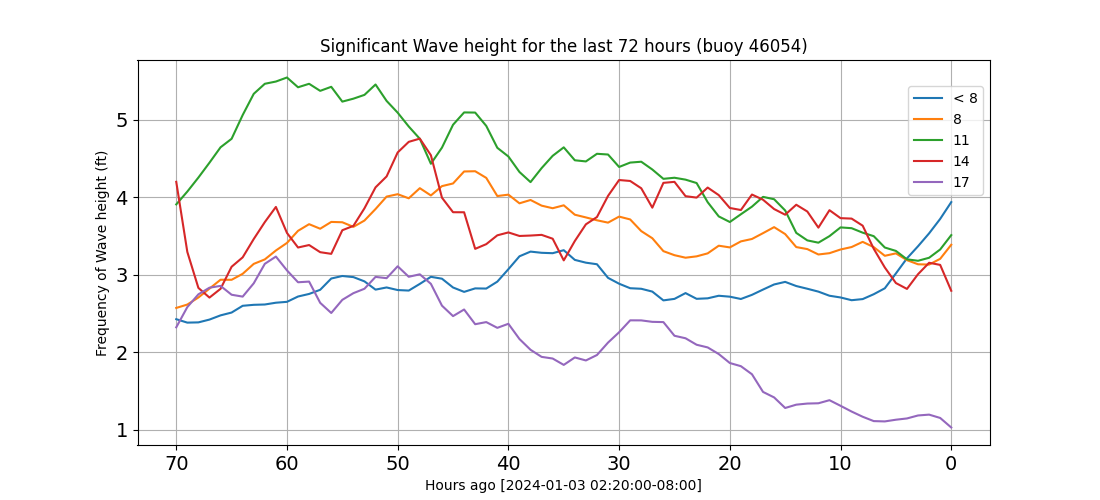 Significant Wave height for the last 72 hours (buoy 46054)
Frequency of Wave height (ft)
5
4
3
2
1
< 8
8
11
14
17
70 60 50 40 30 20 10 0
Hours ago [2024-01-03 02:20:00-08:00]